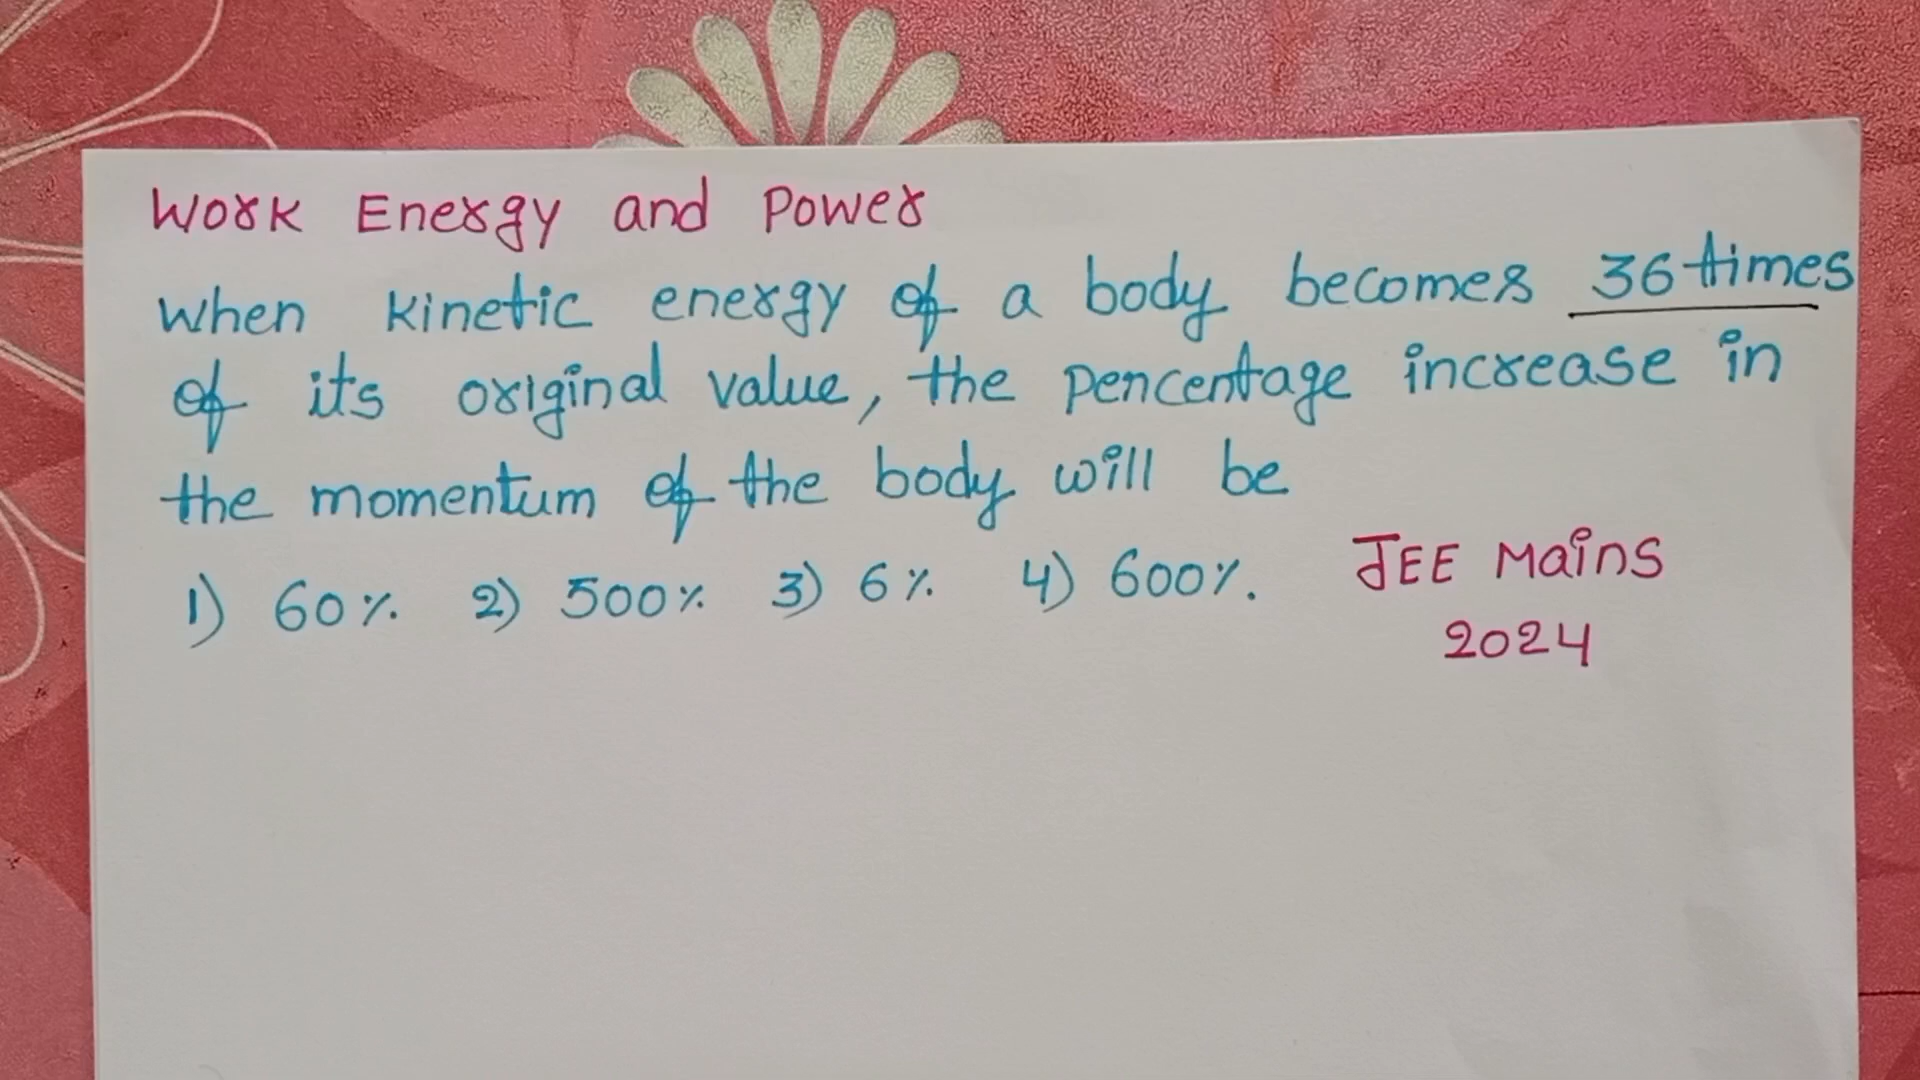 Work Energy and Power
When kinetic energy of a body becomes 36 times
of its original value, the pencentage increase in
the momentum of the body will be
1) 60% 2) 500% 3) 6% 4) 600%. JEE Mains
2024